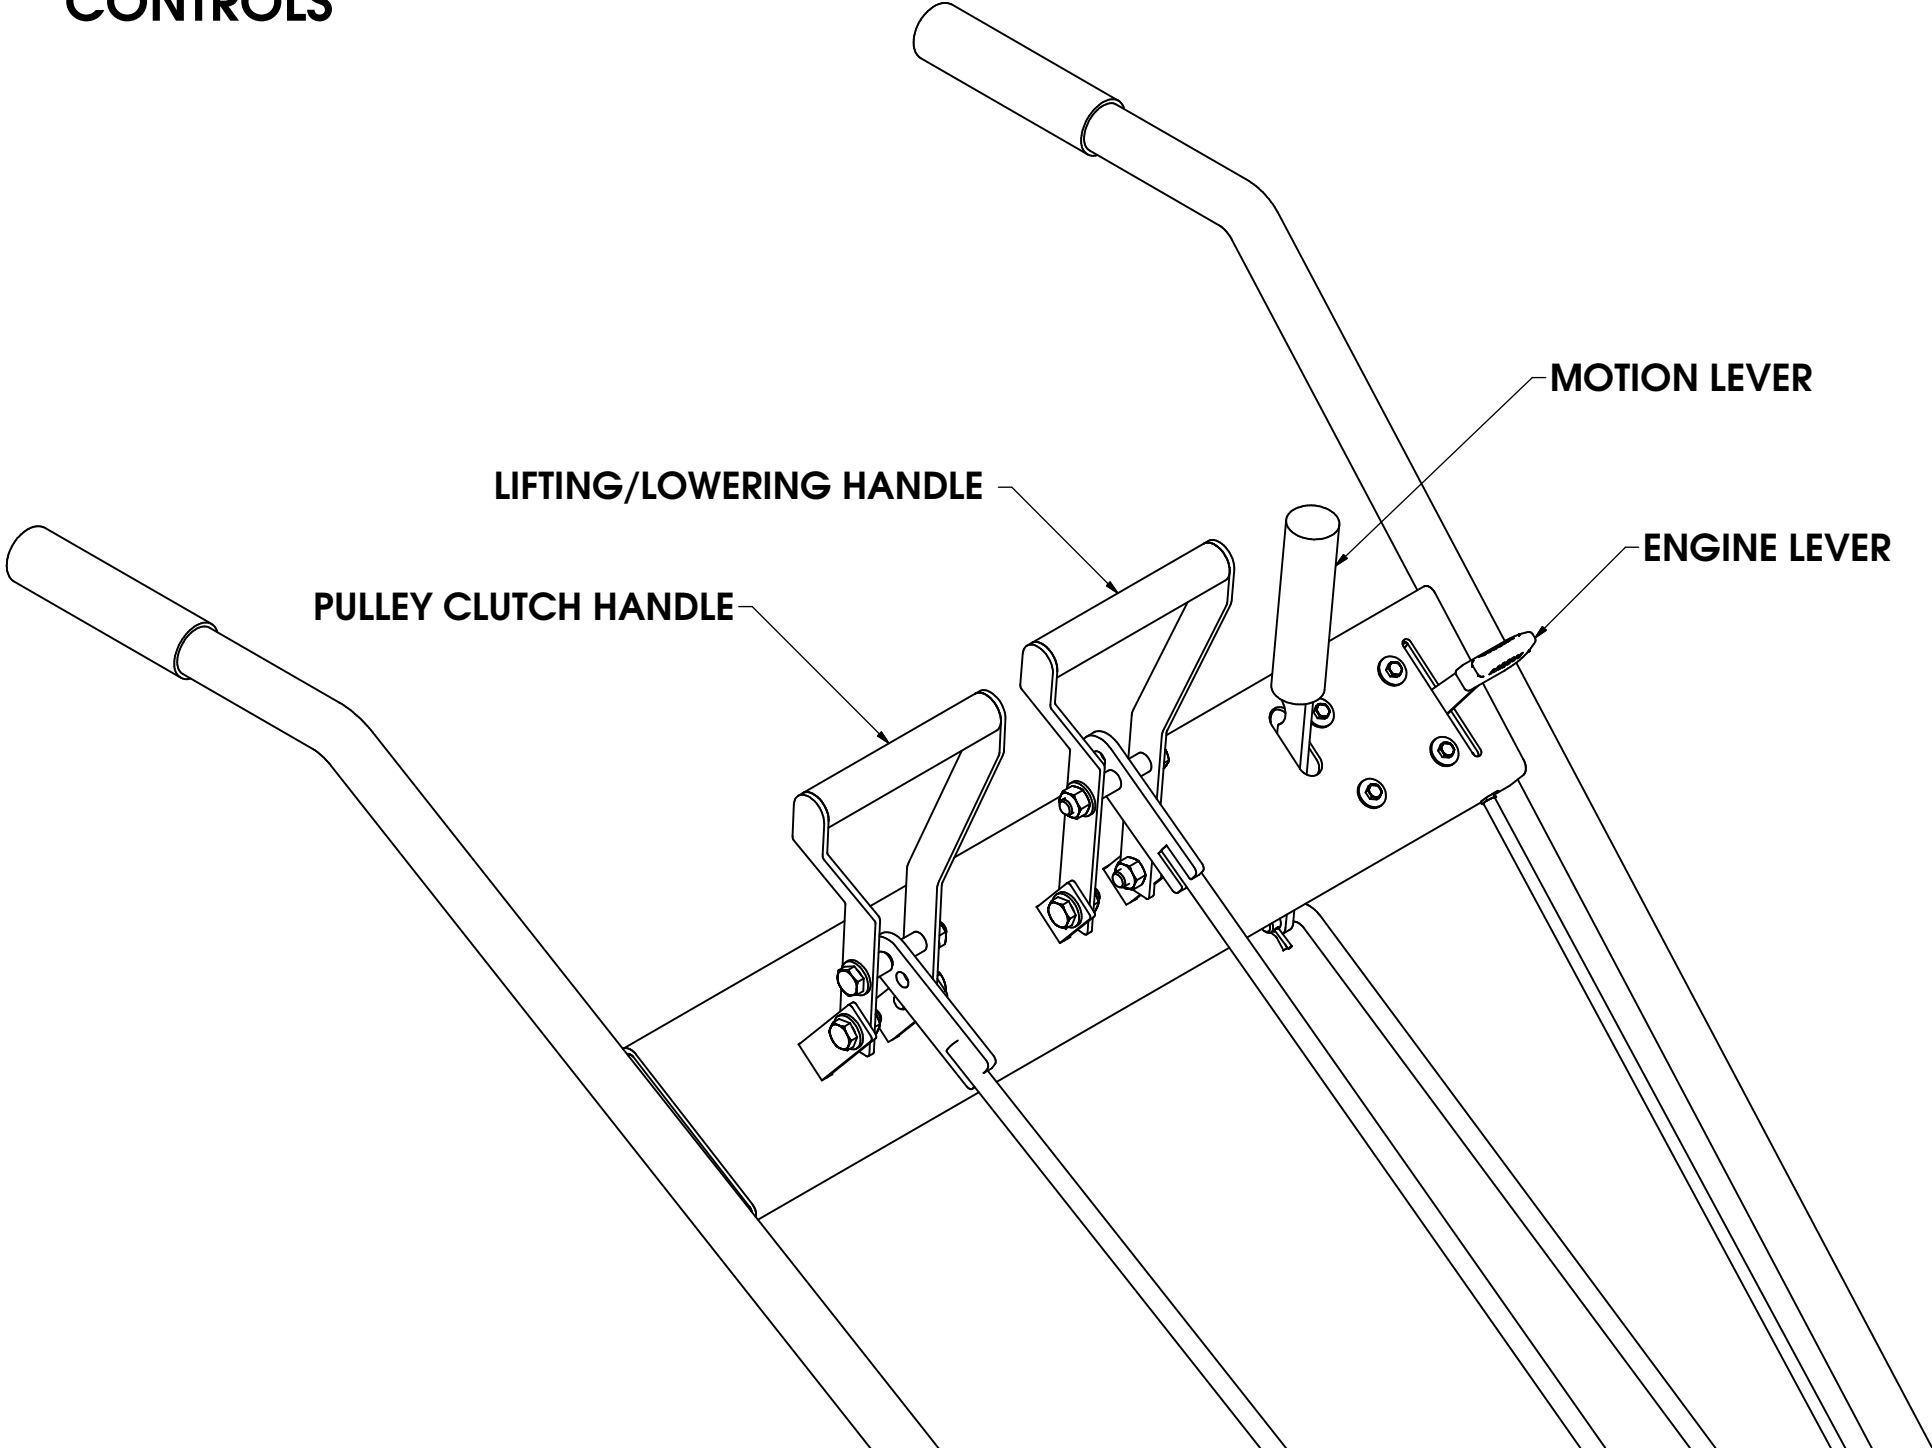 CONTROLS
MOTION LEVER
LIFTING/LOWERING HANDLE
ENGINE LEVER
PULLEY CLUTCH HANDLE